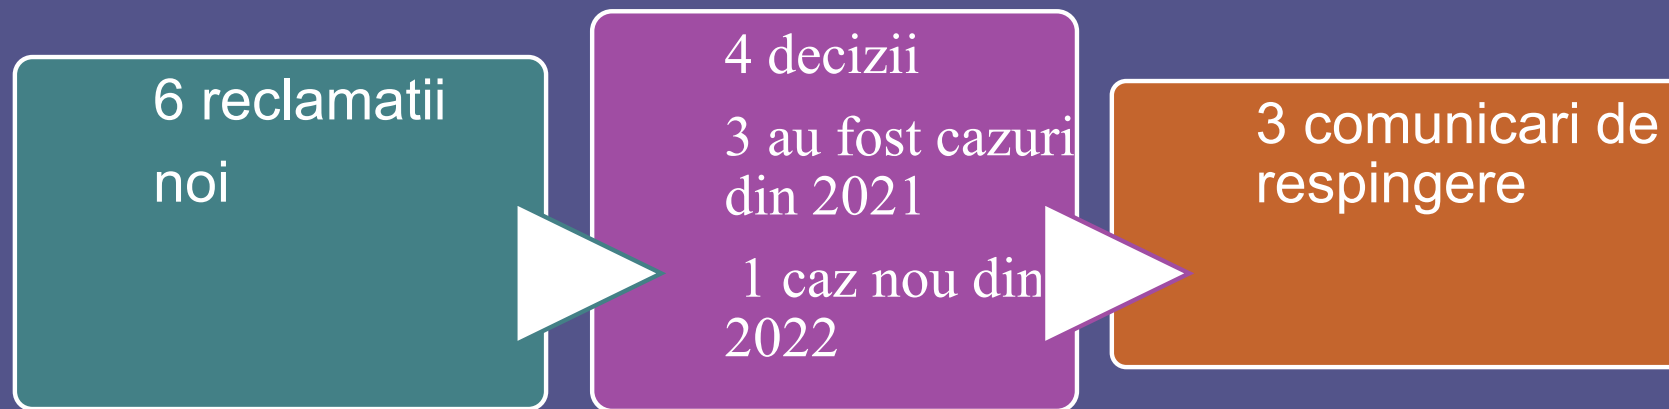 6 reclamatii
noi
4 decizii
3 au fost cazuri
din 2021
1 caz nou din
2022
3 comunicari de
respingere